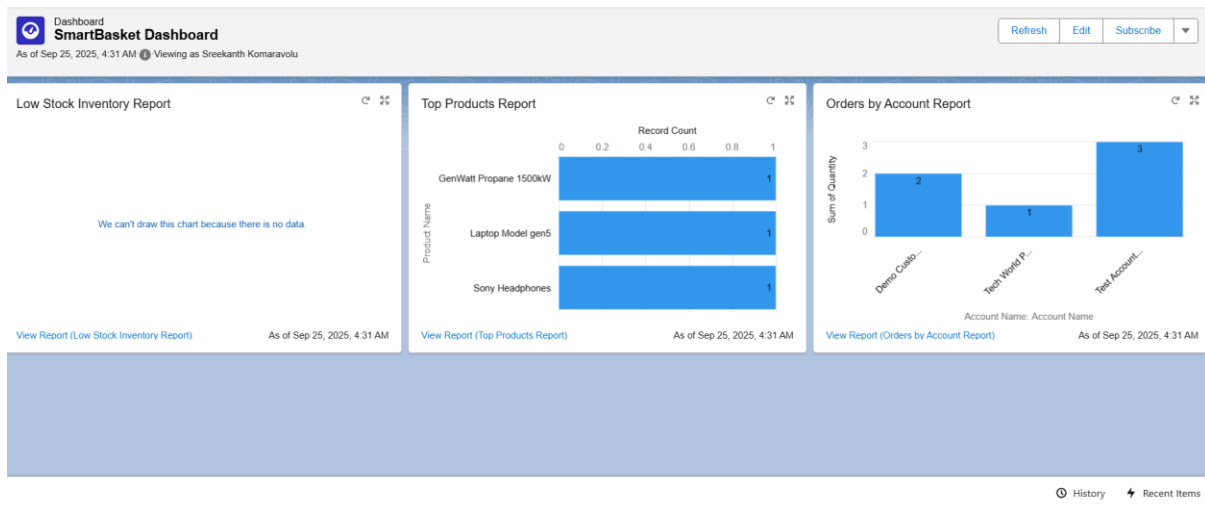 Dashboard
SmartBasket Dashboard
As of Sep 25, 2025, 4:31 AM Viewing as Sreekanth Komaravolu
Refresh
Edit
Subscribe
Low Stock Inventory Report
We can't draw this chart because there is no data.
View Report (Low Stock Inventory Report)
As of Sep 25, 2025, 4:31 AM
Top Products Report
Record Count
0 0.2 0.4 0.6 0.8 1
Product Name
GenWatt Propane 1500kW
1
Laptop Model gen5
1
Sony Headphones
1
View Report (Top Products Report)
As of Sep 25, 2025, 4:31 AM
Orders by Account Report
Sum of Quantity
3
2
1
0
2
1
3
Demo Custo...
Tech World P...
Test Account...
Account Name: Account Name
View Report (Orders by Account Report)
As of Sep 25, 2025, 4:31 AM
History
Recent Items